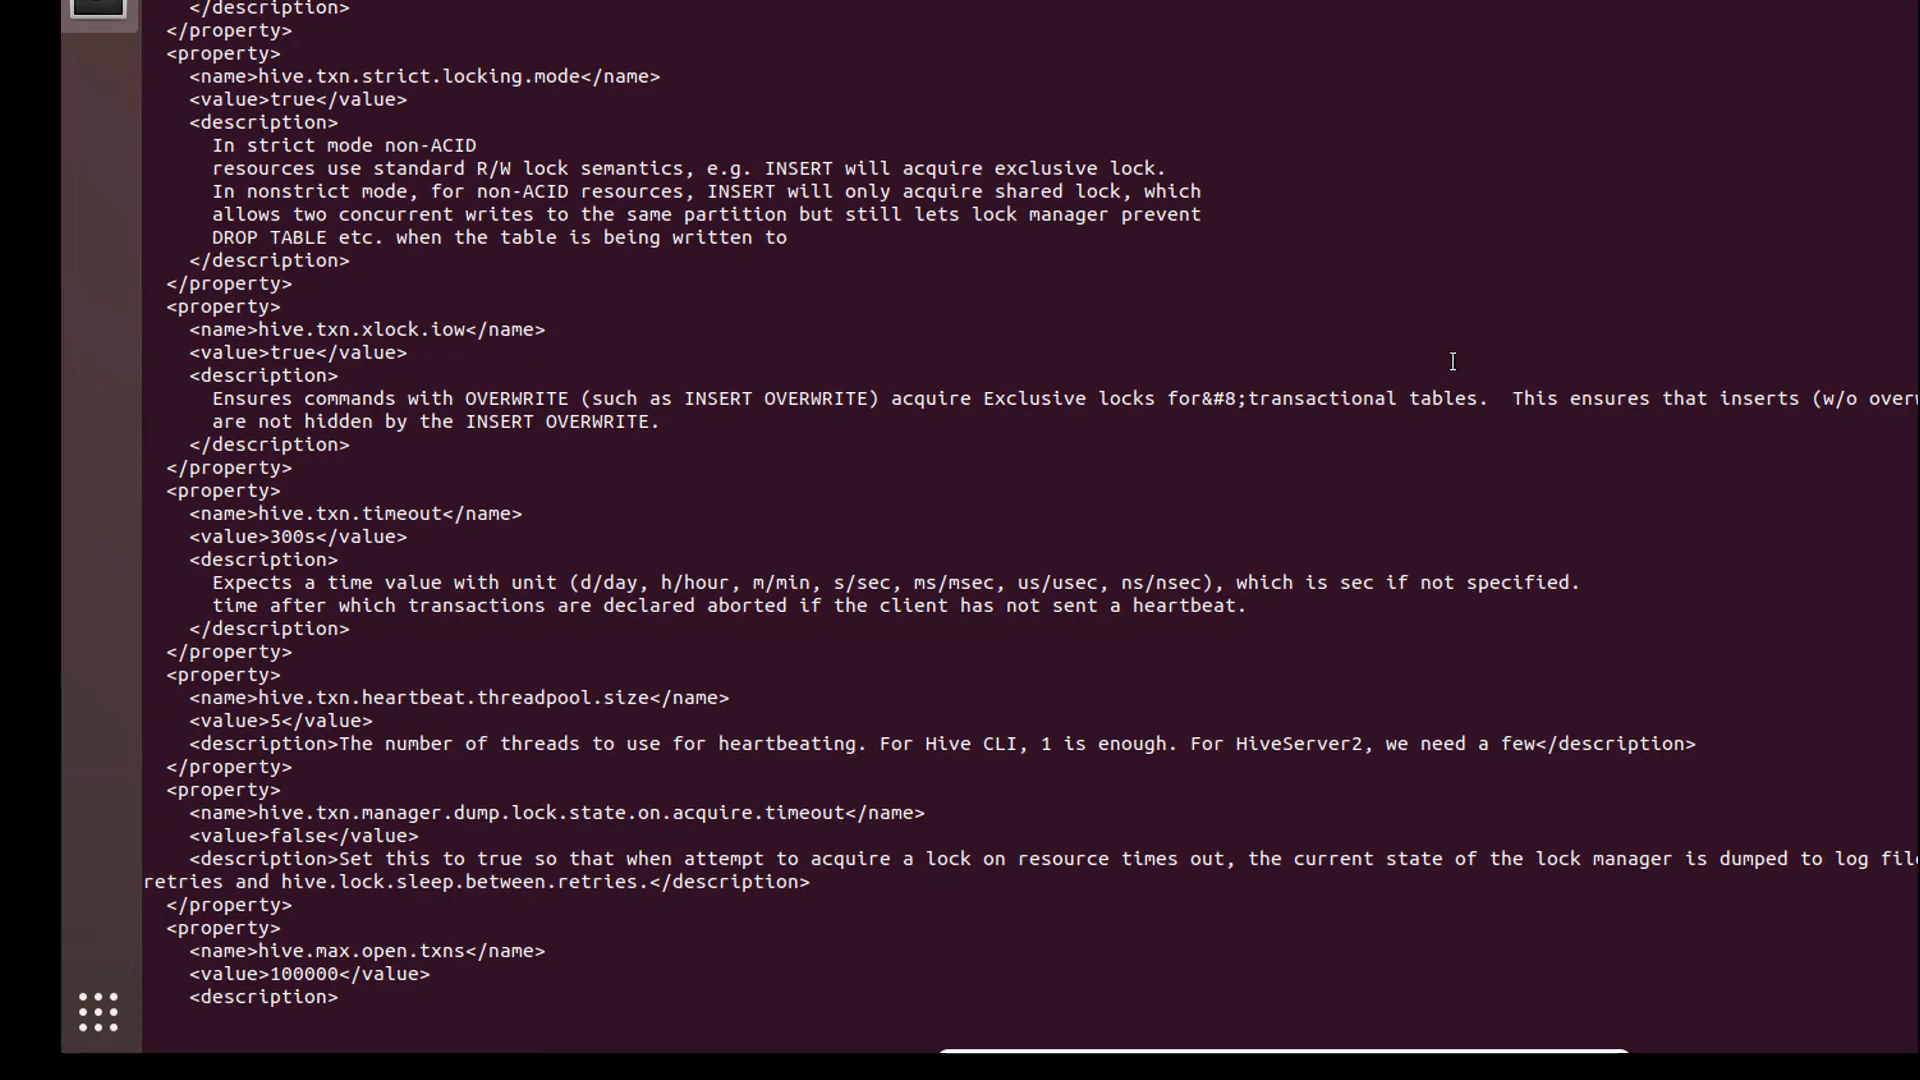 </description>
</property>
<property>
<name>hive.txn.strict.locking.mode</name>
<value>true</value>
<description>
In strict mode non-ACID
resources use standard R/W lock semantics, e.g. INSERT will acquire exclusive lock.
In nonstrict mode, for non-ACID resources, INSERT will only acquire shared lock, which
allows two concurrent writes to the same partition but still lets lock manager prevent
DROP TABLE etc. when the table is being written to
</description>
</property>
<property>
<name>hive.txn.xlock.iow</name>
<value>true</value>
<description>
Ensures commands with OVERWRITE (such as INSERT OVERWRITE) acquire Exclusive locks for&#8;transactional tables.  This ensures that inserts (w/o
are not hidden by the INSERT OVERWRITE.
</description>
</property>
<property>
<name>hive.txn.timeout</name>
<value>300s</value>
<description>
Expects a time value with unit (d/day, h/hour, m/min, s/sec, ms/msec, us/usec, ns/nsec), which is sec if not specified.
time after which transactions are declared aborted if the client has not sent a heartbeat.
</description>
</property>
<property>
<name>hive.txn.heartbeat.threadpool.size</name>
<value>5</value>
<description>The number of threads to use for heartbeating. For Hive CLI, 1 is enough. For HiveServer2, we need a few</description>
</property>
<property>
<name>hive.txn.manager.dump.lock.state.on.acquire.timeout</name>
<value>false</value>
<description>Set this to true so that when attempt to acquire a lock on resource times out, the current state of the lock manager is dumped to log
retries and hive.lock.sleep.between.retries.</description>
</property>
<property>
<name>hive.max.open.txns</name>
<value>100000</value>
<description>